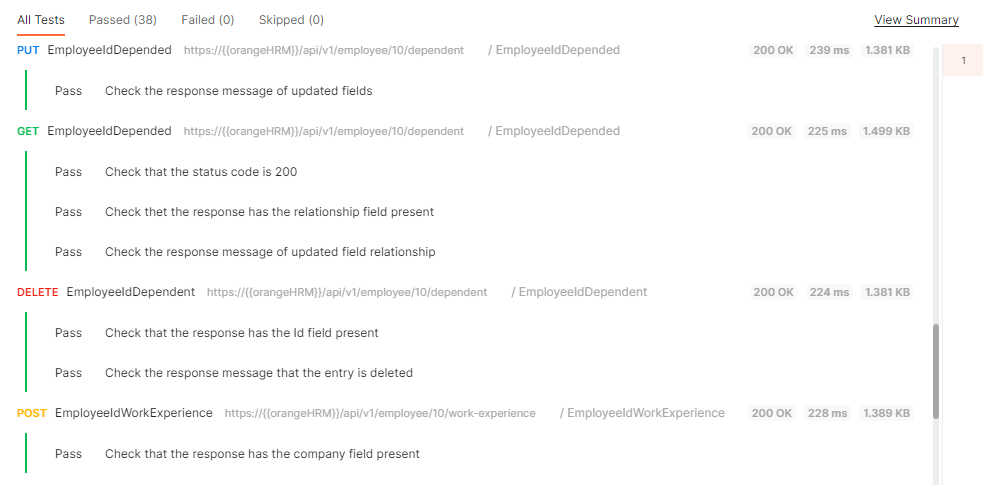 All Tests Passed (38) Failed (0) Skipped (0) View Summary
PUT EmployeeIdDepended https://{{orangeHRM}}/api/v1/employee/10/dependent / EmployeeIdDepended 200 OK 239 ms 1.381 KB 1
Pass Check the response message of updated fields
GET EmployeeIdDepended https://{{orangeHRM}}/api/v1/employee/10/dependent / EmployeeIdDepended 200 OK 225 ms 1.499 KB
Pass Check that the status code is 200
Pass Check thet the response has the relationship field present
Pass Check the response message of updated field relationship
DELETE EmployeeIdDependent https://{{orangeHRM}}/api/v1/employee/10/dependent / EmployeeIdDependent 200 OK 224 ms 1.381 KB
Pass Check that the response has the Id field present
Pass Check the response message that the entry is deleted
POST EmployeeIdWorkExperience https://{{orangeHRM}}/api/v1/employee/10/work-experience / EmployeeIdWorkExperience 200 OK 228 ms 1.389 KB
Pass Check that the response has the company field present